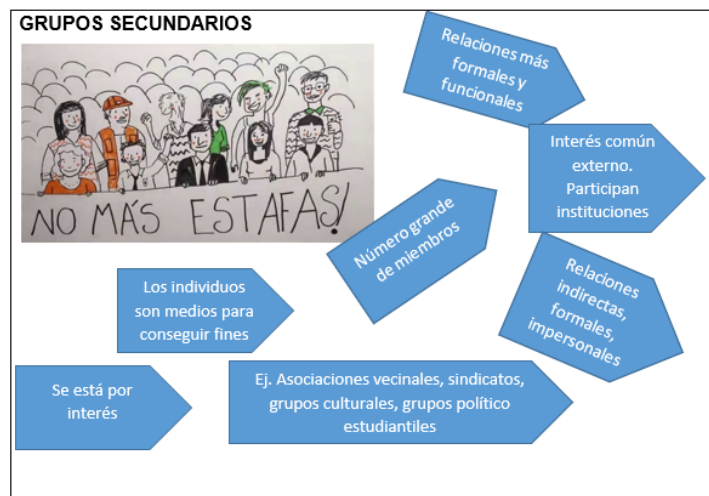 GRUPOS SECUNDARIOS
NO MÁS ESTAFAS!
Relaciones más
formales y
funcionales
Interés común
externo.
Participan
instituciones
Número grande
de miembros
Relaciones
indirectas,
formales,
impersonales
Los individuos
son medios para
conseguir fines
Se está por
interés
Ej. Asociaciones vecinales, sindicatos,
grupos culturales, grupos político
estudiantiles